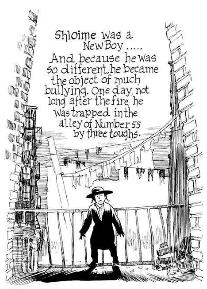 Shloime was a
New Boy .....
And, because he was
so different, he became
the object of much
bullying. One day, not
long after the fire, he
was trapped in the
alley of Number 55
by three toughs.